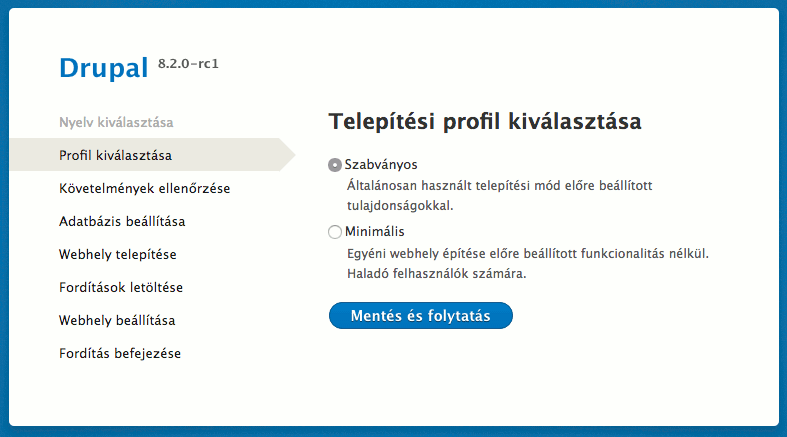 Drupal 8.2.0-rc1
Nyelv kiválasztása
Profil kiválasztása
Követelmények ellenőrzése
Adatbázis beállítása
Webhely telepítése
Fordítások letöltése
Webhely beállítása
Fordítás befejezése
Telepítési profil kiválasztása
Szabványos
Általánosan használt telepítési mód előre beállított
tulajdonságokkal.
Minimális
Egyéni webhely építése előre beállított funkcionalitás nélkül.
Haladó felhasználók számára.
Mentés és folytatás